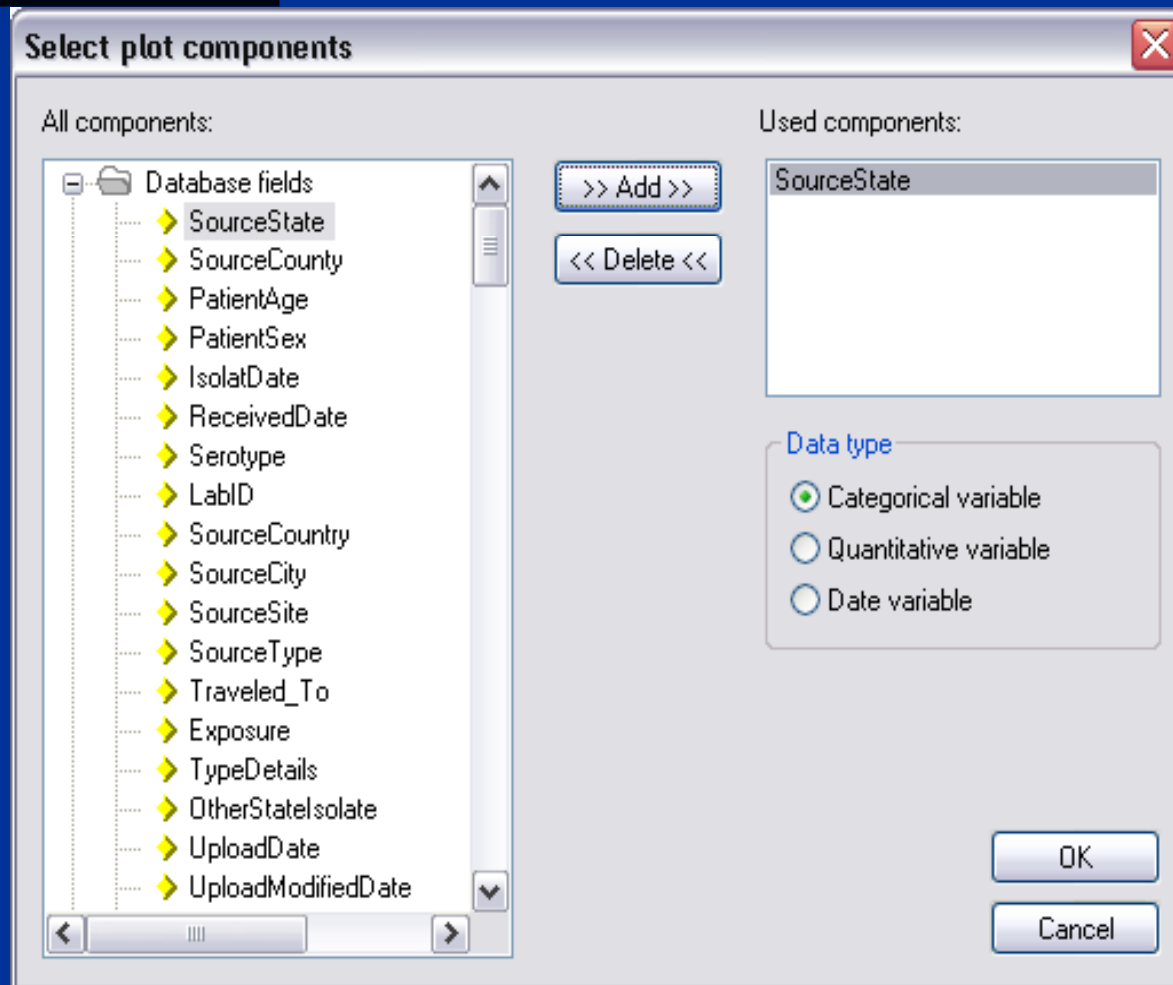 Select plot components
All components:
Used components:
Database fields
SourceState
SourceCounty
PatientAge
PatientSex
IsolatDate
ReceivedDate
Serotype
LabID
SourceCountry
SourceCity
SourceSite
SourceType
Traveled_To
Exposure
TypeDetails
OtherStateIsolate
UploadDate
UploadModifiedDate
>> Add >>
<< Delete <<
SourceState
Data type
Categorical variable
Quantitative variable
Date variable
OK
Cancel